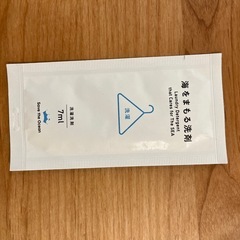 海をまもる洗剤
Laundry Detergent
that Cares for The SEA
洗濯
洗濯洗剤
7ml
Save the Ocean